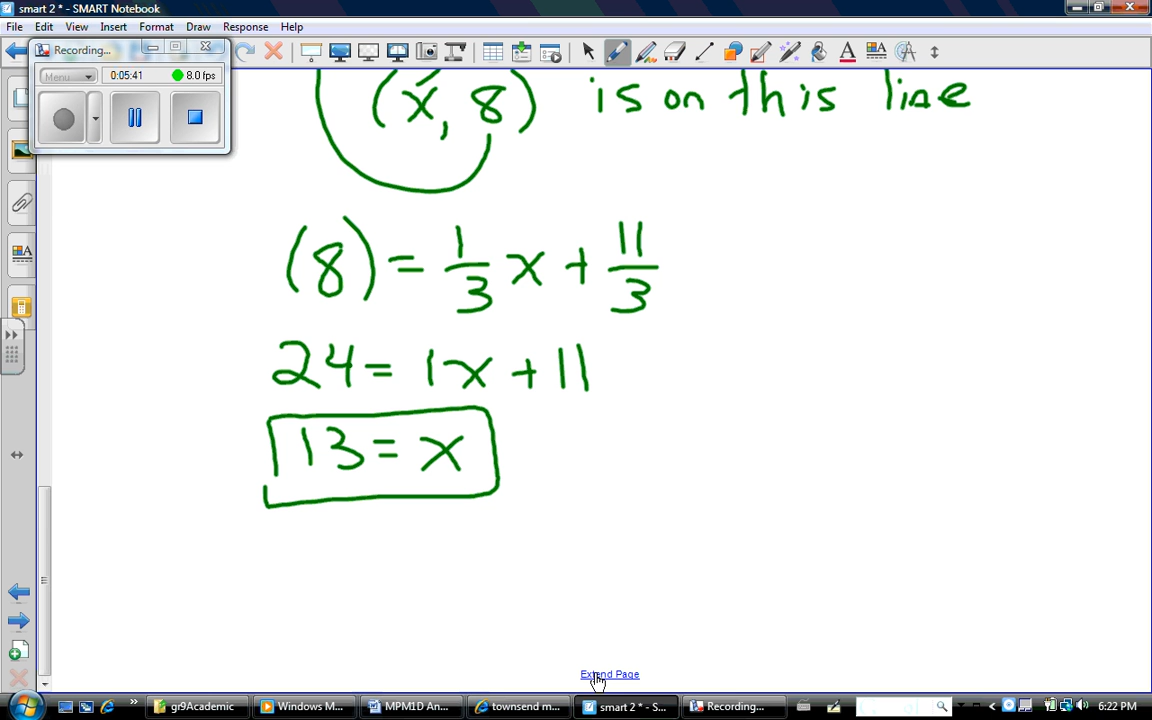 smart 2 * - SMART Notebook
File Edit View Insert Format Draw Response Help
Recording...
Menu 0:05:41 8.0 fps
(x, 8) is on this line
(8) = 1/3 x + 11/3
24 = 1x + 11
13 = x
Extend Page
gr9Academic Windows M... MPM1D An... townsend m... smart 2 * - S... Recording... 6:22 PM